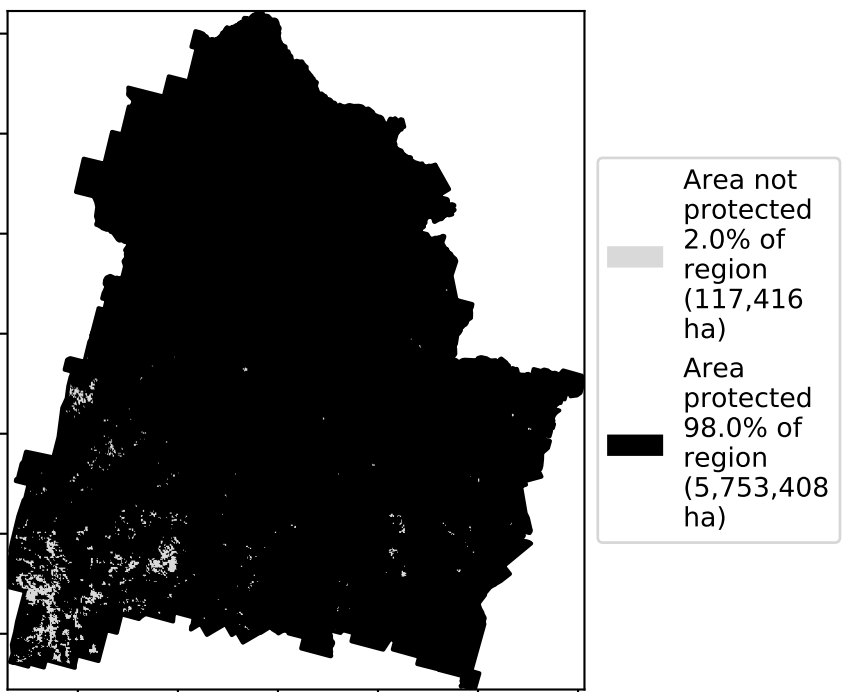 Area not
protected
2.0% of
region
(117,416
ha)
Area
protected
98.0% of
region
(5,753,408
ha)